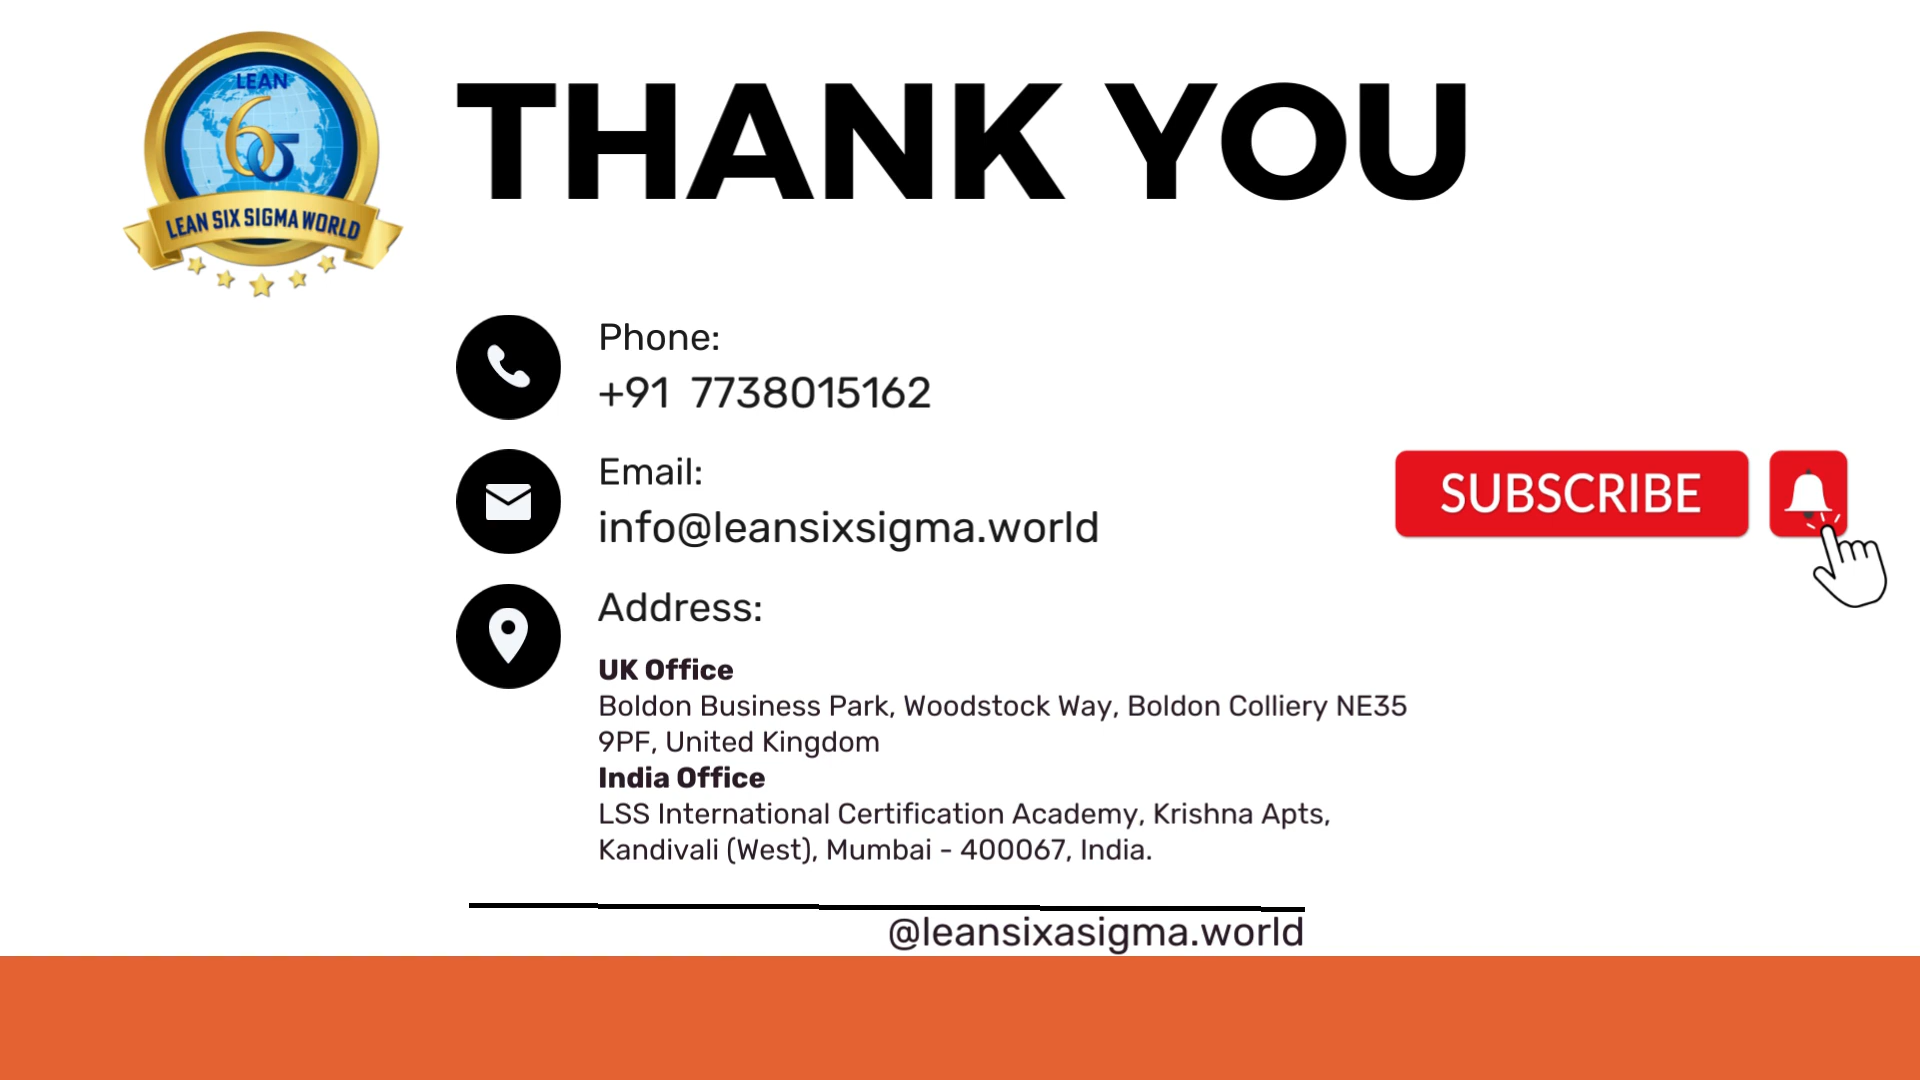 LEAN
6σ
LEAN SIX SIGMA WORLD
THANK YOU
Phone:
+91 7738015162
Email:
info@leansixsigma.world
SUBSCRIBE
Address:
UK Office
Boldon Business Park, Woodstock Way, Boldon Colliery NE35
9PF, United Kingdom
India Office
LSS International Certification Academy, Krishna Apts,
Kandivali (West), Mumbai - 400067, India.
@leansixasigma.world